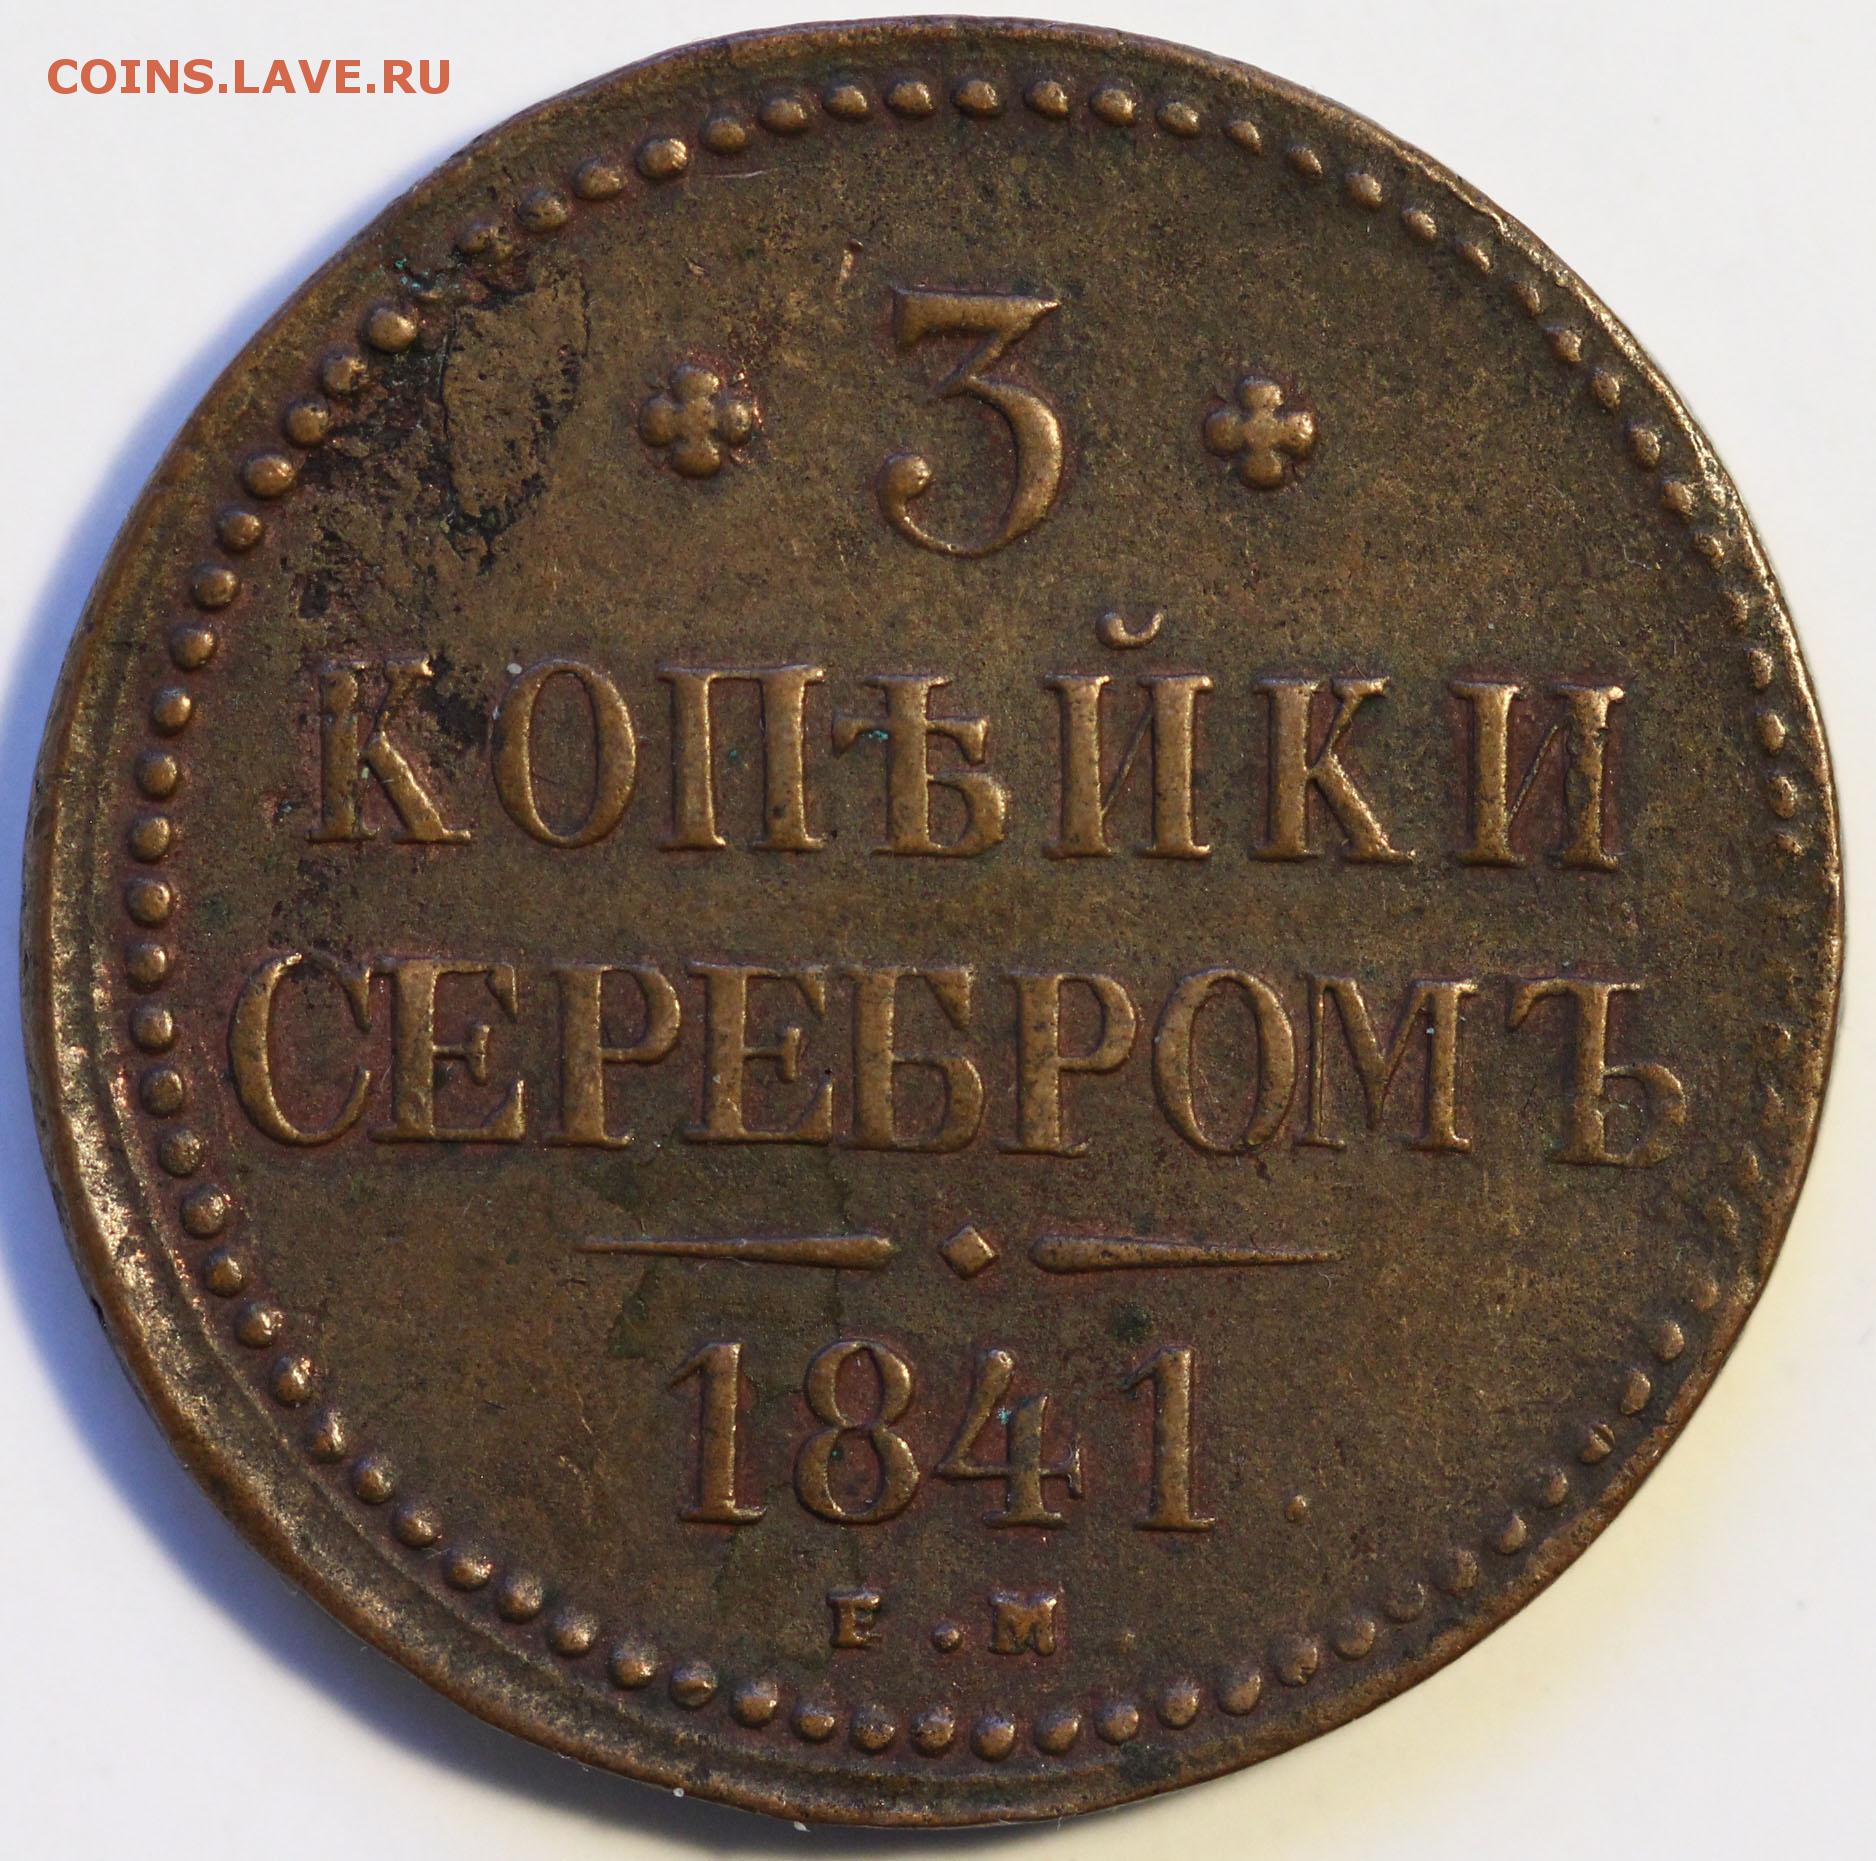 COINS.LAVE.RU
3
КОПѢЙКИ
СЕРЕБРОМЪ
1841
Е . М